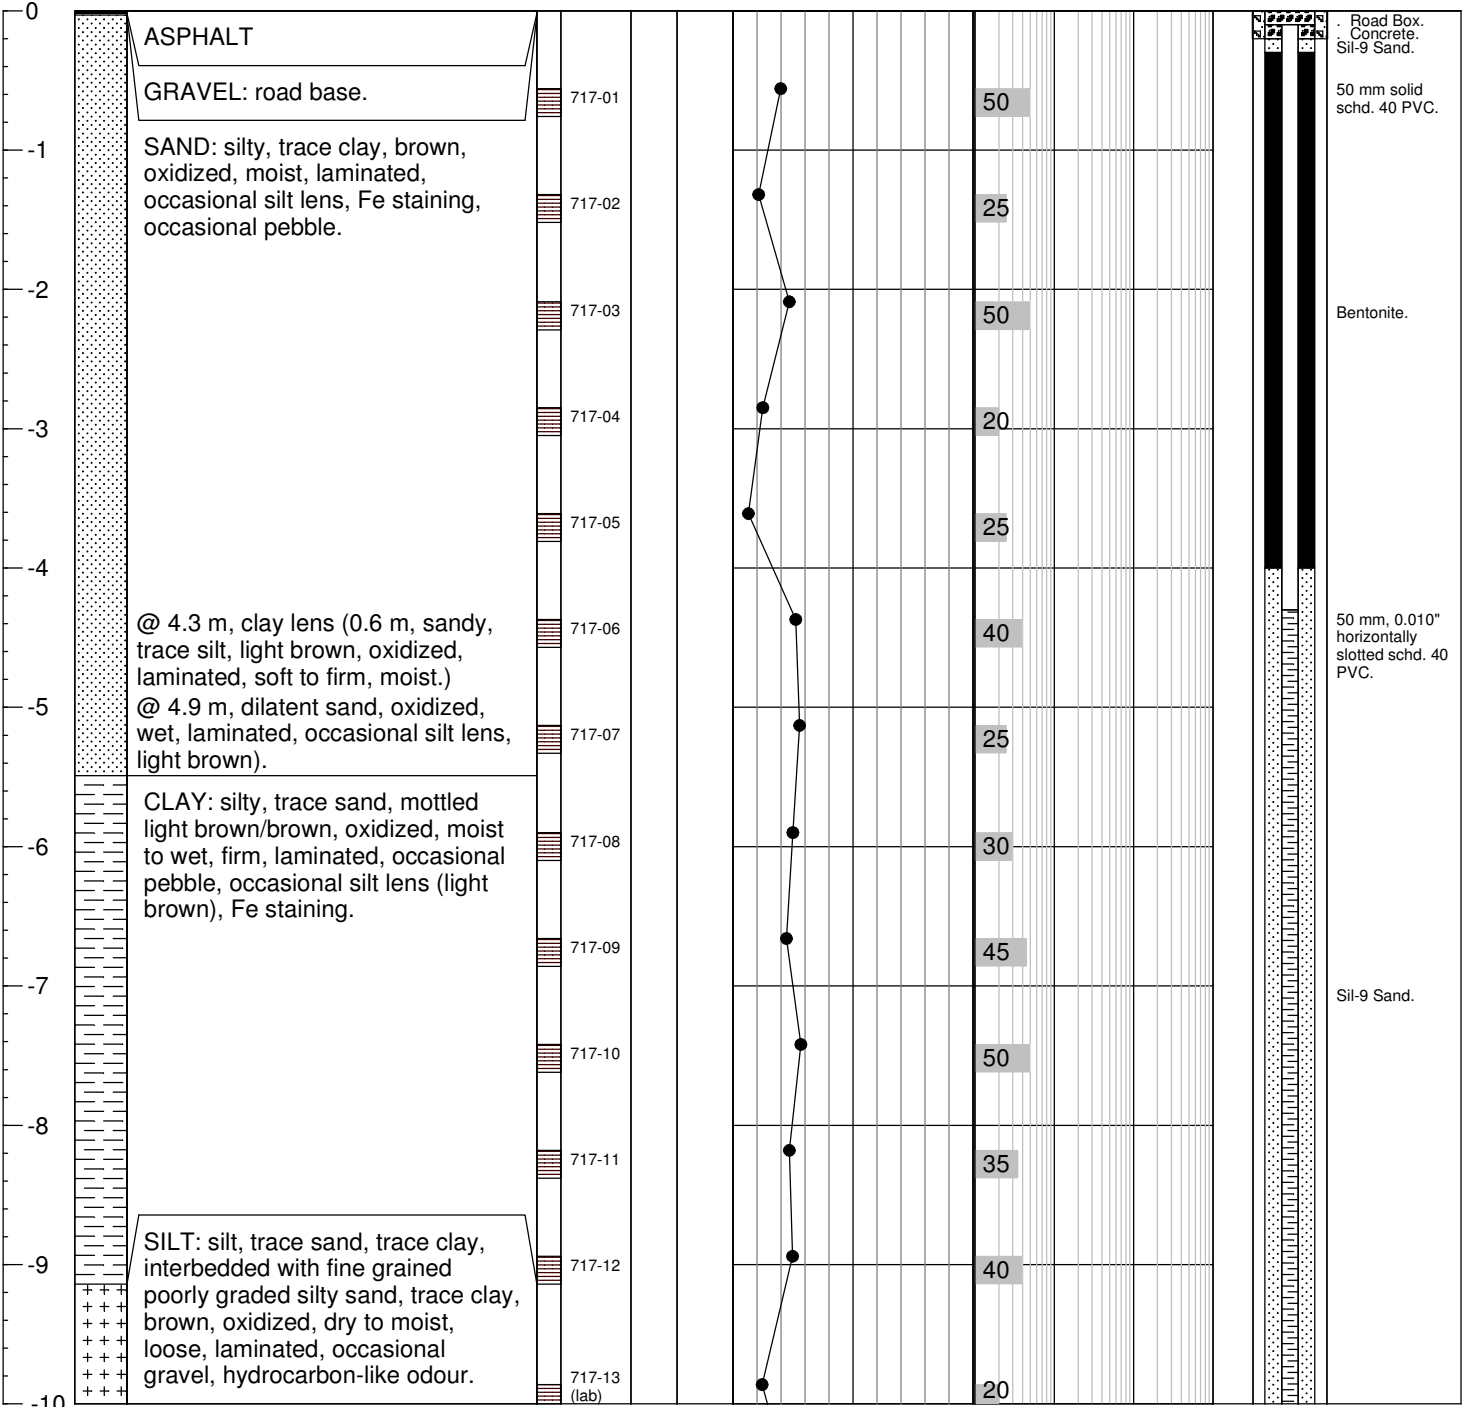 0
ASPHALT
GRAVEL: road base.
SAND: silty, trace clay, brown,
oxidized, moist, laminated,
occasional silt lens, Fe staining,
occasional pebble.
@ 4.3 m, clay lens (0.6 m, sandy,
trace silt, light brown, oxidized,
laminated, soft to firm, moist.)
@ 4.9 m, dilatent sand, oxidized,
wet, laminated, occasional silt lens,
light brown).
CLAY: silty, trace sand, mottled
light brown/brown, oxidized, moist
to wet, firm, laminated, occasional
pebble, occasional silt lens (light
brown), Fe staining.
SILT: silt, trace sand, trace clay,
interbedded with fine grained
poorly graded silty sand, trace clay,
brown, oxidized, dry to moist,
loose, laminated, occasional
gravel, hydrocarbon-like odour.
-1
-2
-3
-4
-5
-6
-7
-8
-9
-10
717-01
717-02
717-03
717-04
717-05
717-06
717-07
717-08
717-09
717-10
717-11
717-12
717-13
(lab)
50
25
50
20
25
40
25
30
45
50
35
40
20
. Road Box.
. Concrete.
Sil-9 Sand.
50 mm solid
schd. 40 PVC.
Bentonite.
50 mm, 0.010"
horizontally
slotted schd. 40
PVC.
Sil-9 Sand.